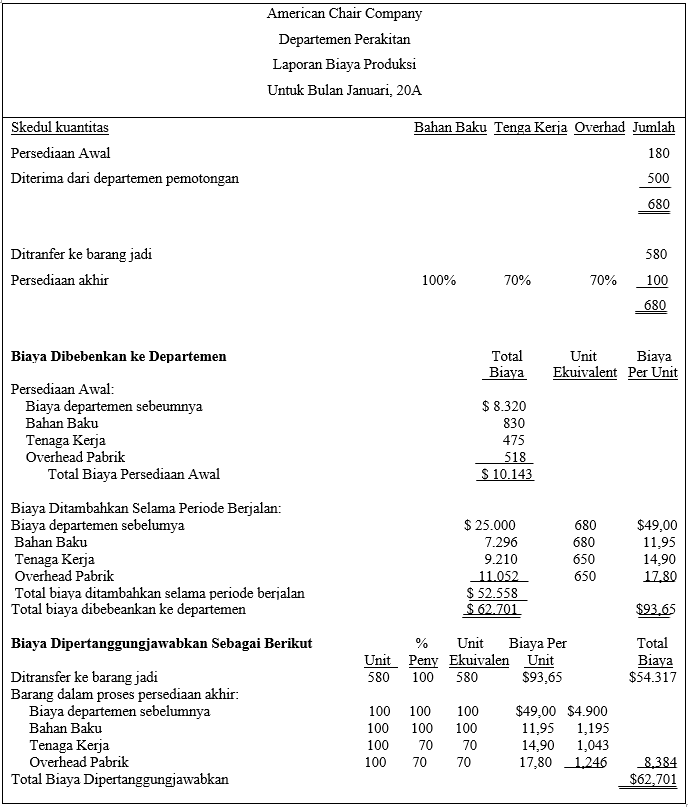 American Chair Company
Departemen Perakitan
Laporan Biaya Produksi
Untuk Bulan Januari, 20A
Skedul kuantitas Bahan Baku Tenga Kerja Overhad Jumlah
Persediaan Awal 180
Diterima dari departemen pemotongan 500
680
Ditranfer ke barang jadi 580
Persediaan akhir 100% 70% 70% 100
680
Biaya Dibebenkan ke Departemen Total Unit Biaya
Biaya Ekuivalent Per Unit
Persediaan Awal:
Biaya departemen sebeumnya $ 8.320
Bahan Baku 830
Tenaga Kerja 475
Overhead Pabrik 518
Total Biaya Persediaan Awal $ 10.143
Biaya Ditambahkan Selama Periode Berjalan:
Biaya departemen sebelumya $ 25.000 680 $49,00
Bahan Baku 7.296 680 11,95
Tenaga Kerja 9.210 650 14,90
Overhead Pabrik 11.052 650 17,80
Total biaya ditambahkan selama periode berjalan $ 52.558
Total biaya dibebeankan ke departemen $ 62.701 $93,65
Biaya Dipertanggungjawabkan Sebagai Berikut % Unit Biaya Per Total
Unit Peny Ekuivalen Unit Biaya
Ditransfer ke barang jadi 580 100 580 $93,65 $54.317
Barang dalam proses persediaan akhir:
Biaya departemen sebelumnya 100 100 100 $49,00 $4.900
Bahan Baku 100 100 100 11,95 1,195
Tenaga Kerja 100 70 70 14,90 1,043
Overhead Pabrik 100 70 70 17,80 1,246 8,384
Total Biaya Dipertanggungjawabkan $62,701